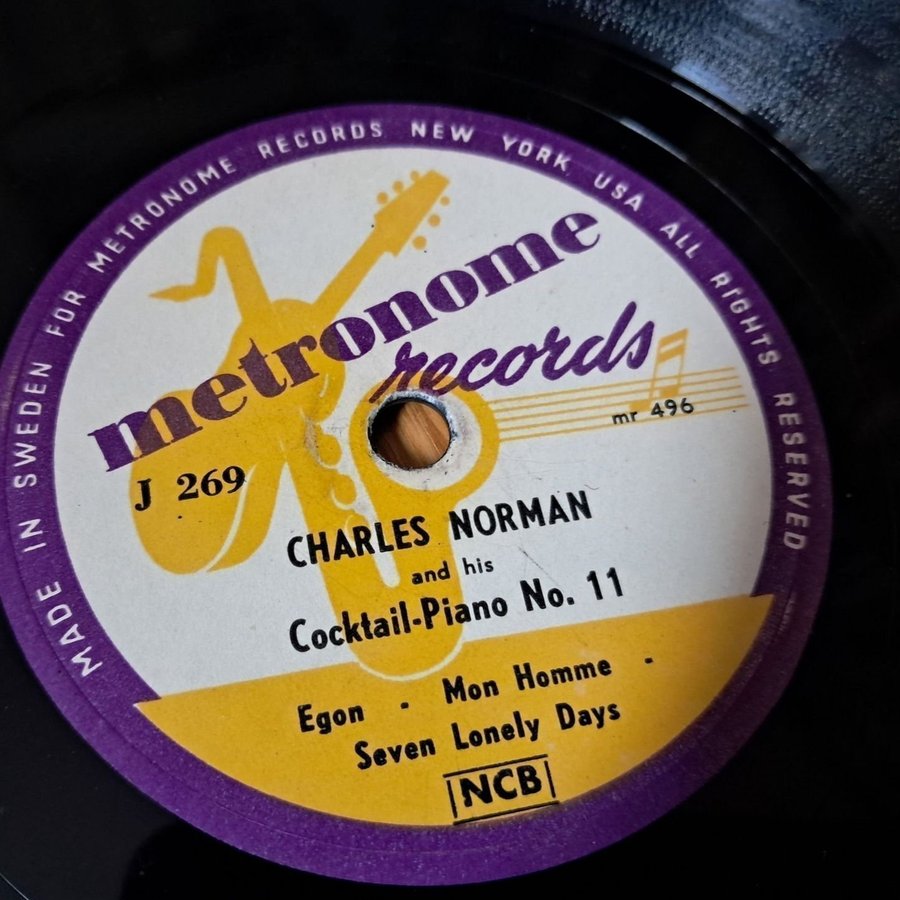 MADE IN SWEDEN FOR METRONOME RECORDS NEW YORK USA ALL RIGHTS RESERVED
metronome
records
mr 496
J 269
CHARLES NORMAN
and his
Cocktail-Piano No. 11
Egon - Mon Homme -
Seven Lonely Days
NCB